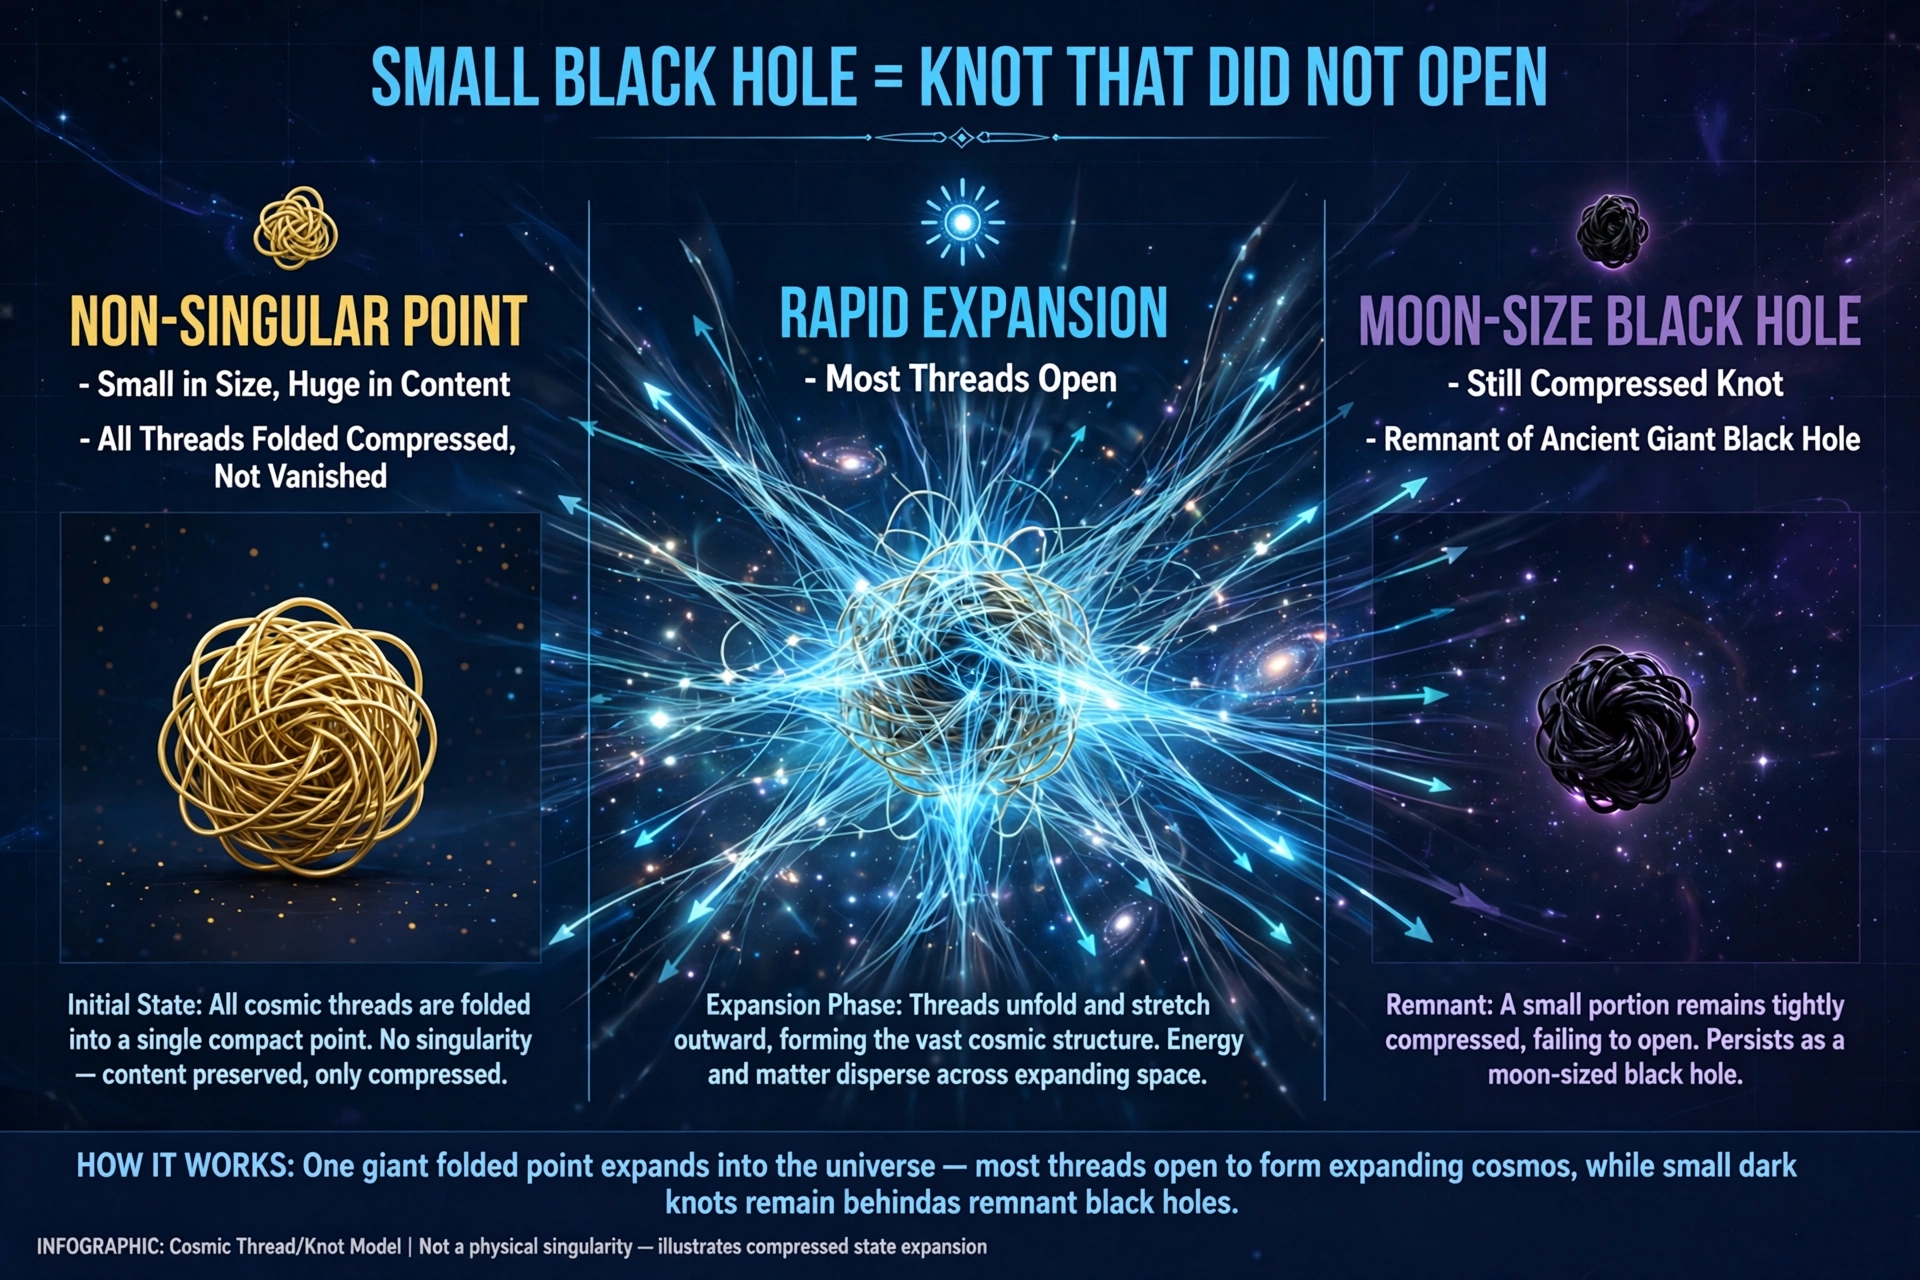 SMALL BLACK HOLE = KNOT THAT DID NOT OPEN
NON-SINGULAR POINT
- Small in Size, Huge in Content
- All Threads Folded Compressed,
Not Vanished
Initial State: All cosmic threads are folded
into a single compact point. No singularity
— content preserved, only compressed.
RAPID EXPANSION
- Most Threads Open
Expansion Phase: Threads unfold and stretch
outward, forming the vast cosmic structure. Energy
and matter disperse across expanding space.
MOON-SIZE BLACK HOLE
- Still Compressed Knot
- Remnant of Ancient Giant Black Hole
Remnant: A small portion remains tightly
compressed, failing to open. Persists as a
moon-sized black hole.
HOW IT WORKS: One giant folded point expands into the universe — most threads open to form expanding cosmos, while small dark
knots remain behindas remnant black holes.
INFOGRAPHIC: Cosmic Thread/Knot Model | Not a physical singularity — illustrates compressed state expansion